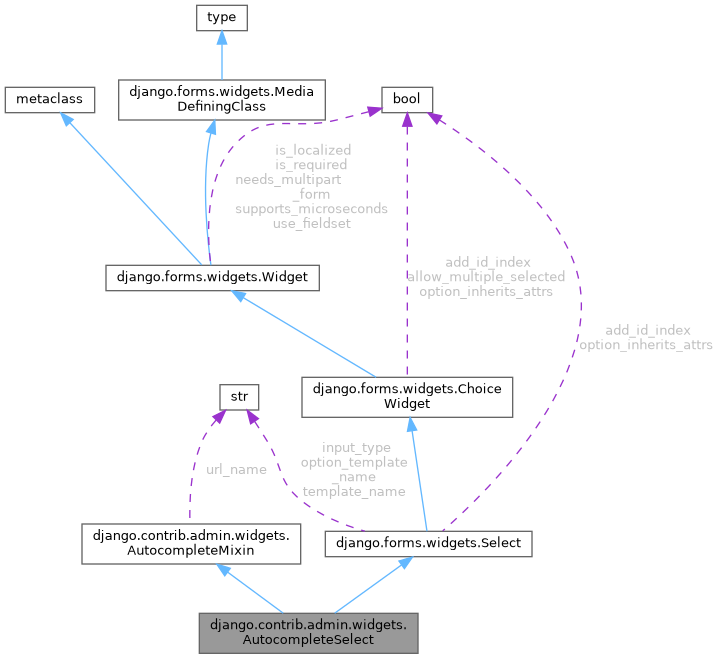 type
django.forms.widgets.Media
DefiningClass
metaclass
bool
is_localized
is_required
needs_multipart
_form
supports_microseconds
use_fieldset
django.forms.widgets.Widget
add_id_index
allow_multiple_selected
option_inherits_attrs
add_id_index
option_inherits_attrs
django.forms.widgets.Choice
Widget
str
url_name
input_type
option_template
_name
template_name
django.contrib.admin.widgets.
AutocompleteMixin
django.forms.widgets.Select
django.contrib.admin.widgets.
AutocompleteSelect